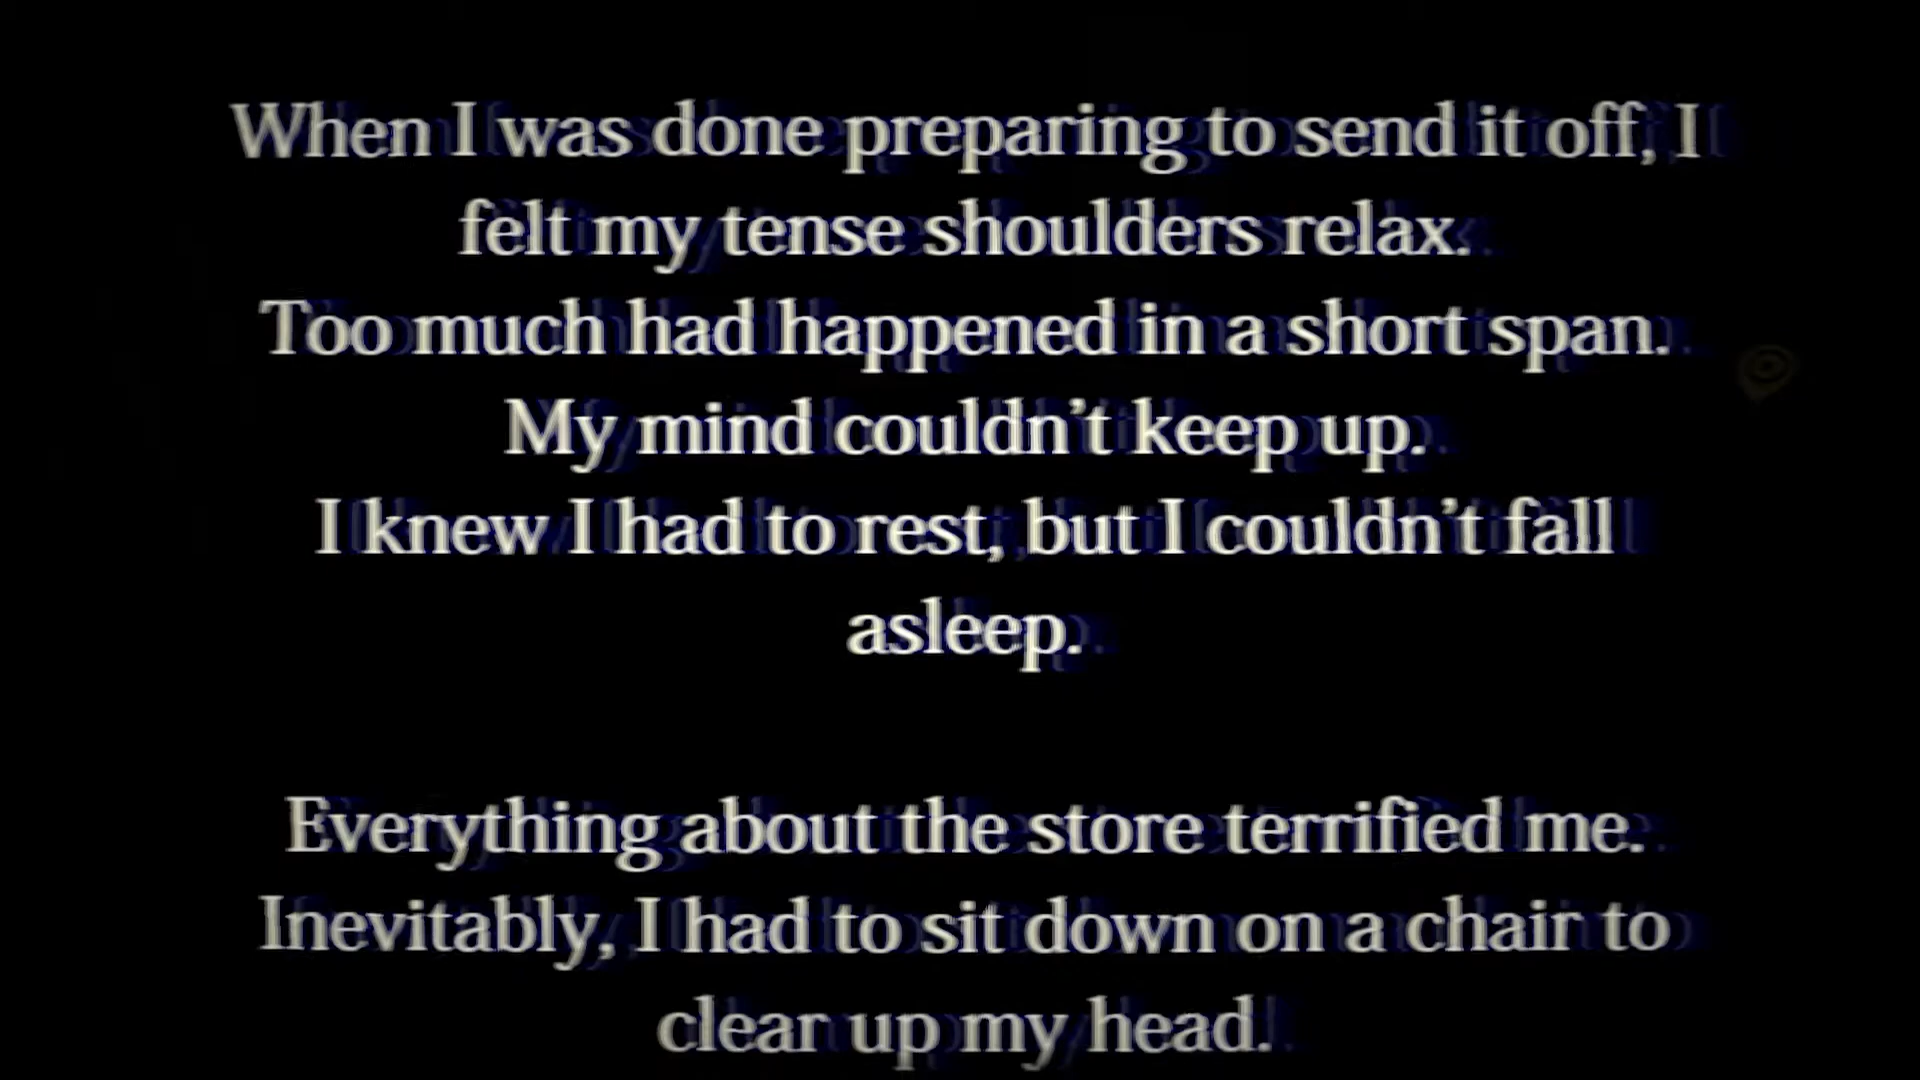 When I was done preparing to send it off, I
felt my tense shoulders relax.
Too much had happened in a short span.
My mind couldn’t keep up.
I knew I had to rest, but I couldn’t fall
asleep.
Everything about the store terrified me.
Inevitably, I had to sit down on a chair to
clear up my head.